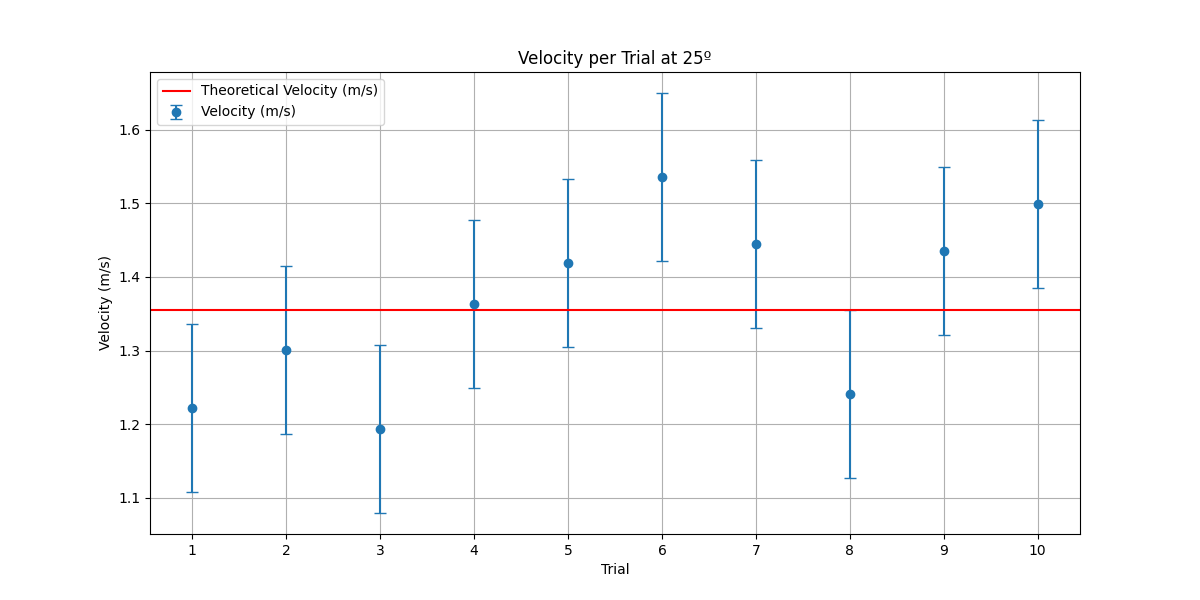 Velocity per Trial at 25º
Theoretical Velocity (m/s)
Velocity (m/s)
Velocity (m/s)
1.6
1.5
1.4
1.3
1.2
1.1
1 2 3 4 5 6 7 8 9 10
Trial